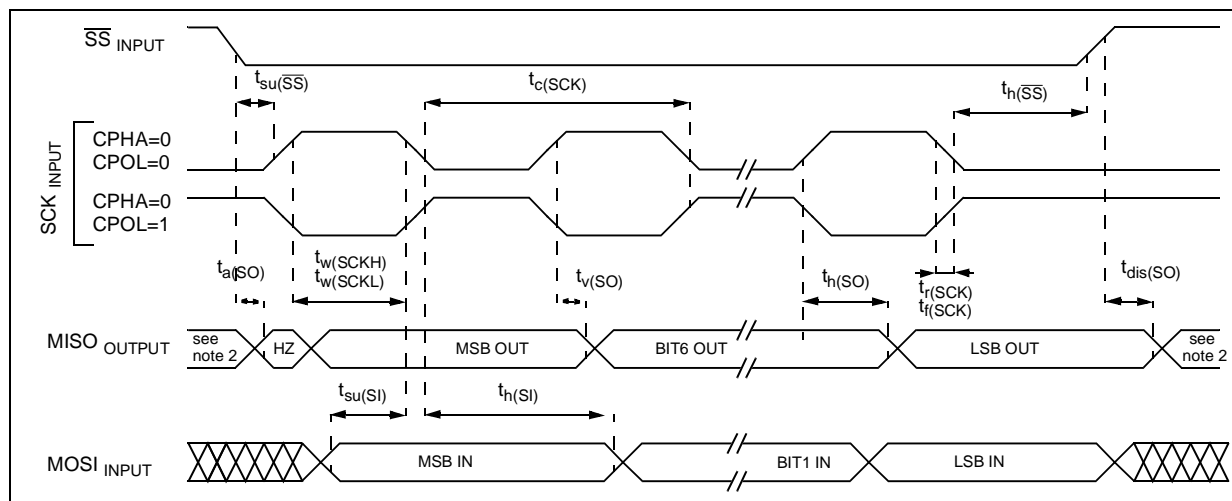 SS INPUT
tsu(SS)
tc(SCK)
th(SS)
SCK INPUT
CPHA=0
CPOL=0
CPHA=0
CPOL=1
ta(SO)
tw(SCKH)
tw(SCKL)
tv(SO)
th(SO)
tr(SCK)
tf(SCK)
tdis(SO)
MISO OUTPUT
see
note 2
HZ
MSB OUT
BIT6 OUT
LSB OUT
see
note 2
tsu(SI)
th(SI)
MOSI INPUT
MSB IN
BIT1 IN
LSB IN